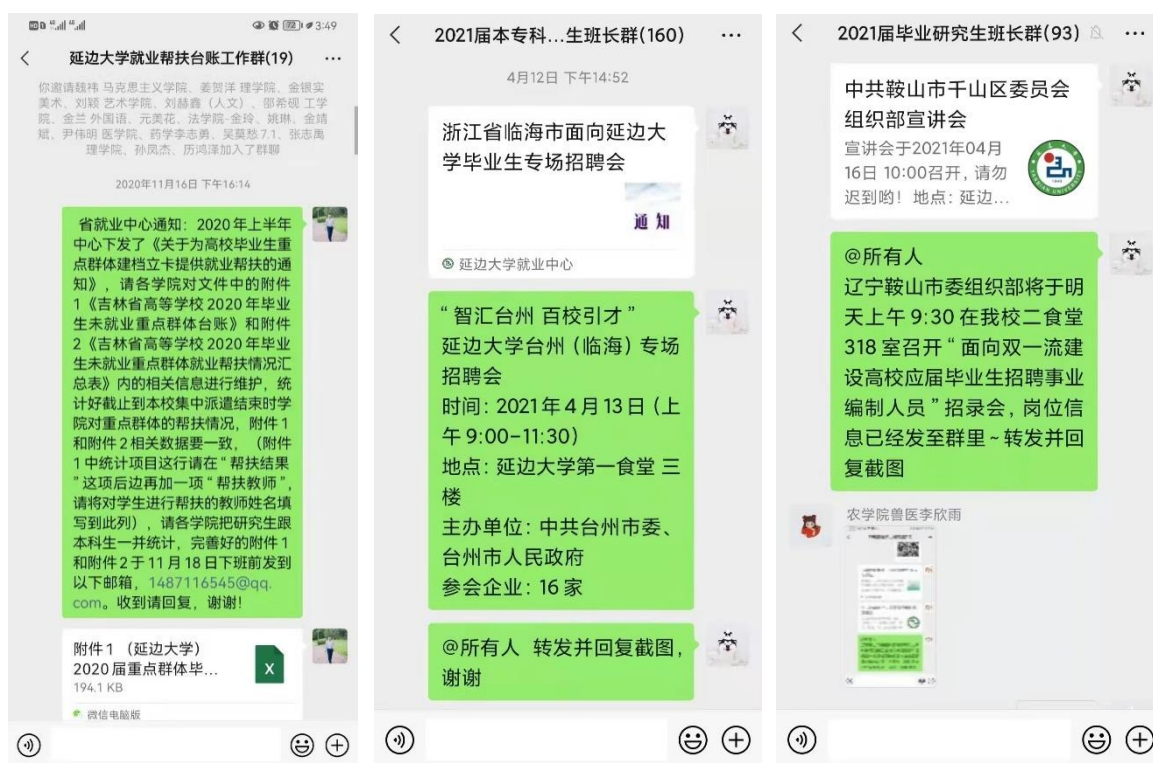 3:49
延边大学就业帮扶台账工作群(19)
你邀请魏祎 马克思主义学院、姜贺洋 理学院、金银实
美术、刘颖 艺术学院、刘赫鑫（人文）、邵希砚 工学
院、金兰 外国语、元美花、法学院-金玲、姚琳、金靖
斌、尹伟明 医学院、药学李志勇、吴莫愁 7.1、张志禹
理学院、孙凤杰、历鸿泽加入了群聊
2020年11月16日 下午16:14
省就业中心通知：2020年上半年
中心下发了《关于为高校毕业生重
点群体建档立卡提供就业帮扶的通
知》，请各学院对文件中的附件
1《吉林省高等学校2020年毕业
生未就业重点群体台账》和附件
2《吉林省高等学校2020年毕业
生未就业重点群体就业帮扶情况汇
总表》内的相关信息进行维护，统
计好截止到本校集中派遣结束时学
院对重点群体的帮扶情况，附件1
和附件2相关数据要一致，（附件
1中统计项目这行请在“帮扶结果
”这项后边再加一项“帮扶教师”，
请将对学生进行帮扶的教师姓名填
写到此列），请各学院把研究生跟
本科生一并统计，完善好的附件1
和附件2于11月18日下班前发到
以下邮箱，1487116545@qq.
com。收到请回复，谢谢！
附件1 （延边大学）
2020届重点群体毕...
194.1 KB
微信电脑版
2021届本专科...生班长群(160)
4月12日 下午14:52
浙江省临海市面向延边大
学毕业生专场招聘会
通知
延边大学就业中心
“智汇台州 百校引才”
延边大学台州（临海）专场
招聘会
时间：2021年4月13日（上
午9:00-11:30）
地点：延边大学第一食堂 三
楼
主办单位：中共台州市委、
台州市人民政府
参会企业：16家
@所有人 转发并回复截图，
谢谢
2021届毕业研究生班长群(93)
中共鞍山市千山区委员会
组织部宣讲会
宣讲会于2021年04月
16日 10:00召开，请勿
迟到哟！地点：延边...
@所有人
辽宁鞍山市委组织部将于明
天上午9:30在我校二食堂
318室召开“面向双一流建
设高校应届毕业生招聘事业
编制人员”招录会，岗位信
息已经发至群里~转发并回
复截图
农学院兽医李欣雨